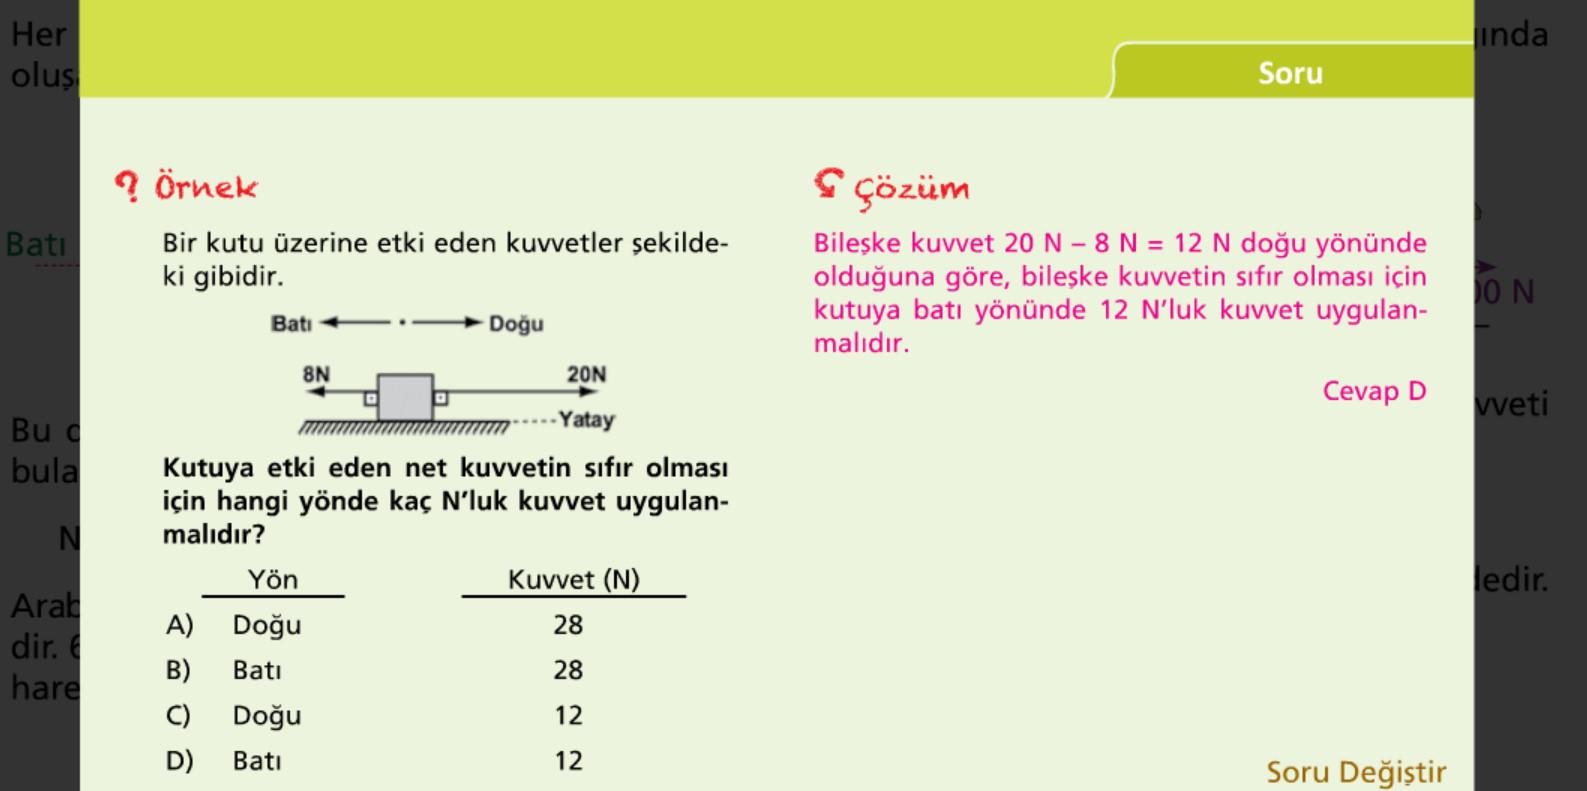 Her
oluş
ında
Soru
? Örnek
Bir kutu üzerine etki eden kuvvetler şekilde-
ki gibidir.
Batı Doğu
8N 20N
Yatay
Kutuya etki eden net kuvvetin sıfır olması
için hangi yönde kaç N’luk kuvvet uygulan-
malıdır?
Yön Kuvvet (N)
A) Doğu 28
B) Batı 28
C) Doğu 12
D) Batı 12
Çözüm
Bileşke kuvvet 20 N – 8 N = 12 N doğu yönünde
olduğuna göre, bileşke kuvvetin sıfır olması için
kutuya batı yönünde 12 N’luk kuvvet uygulan-
malıdır.
Cevap D
Soru Değiştir
Batı
Bu
bula
N
Arab
dir. 6
hare
00 N
vveti
dedir.